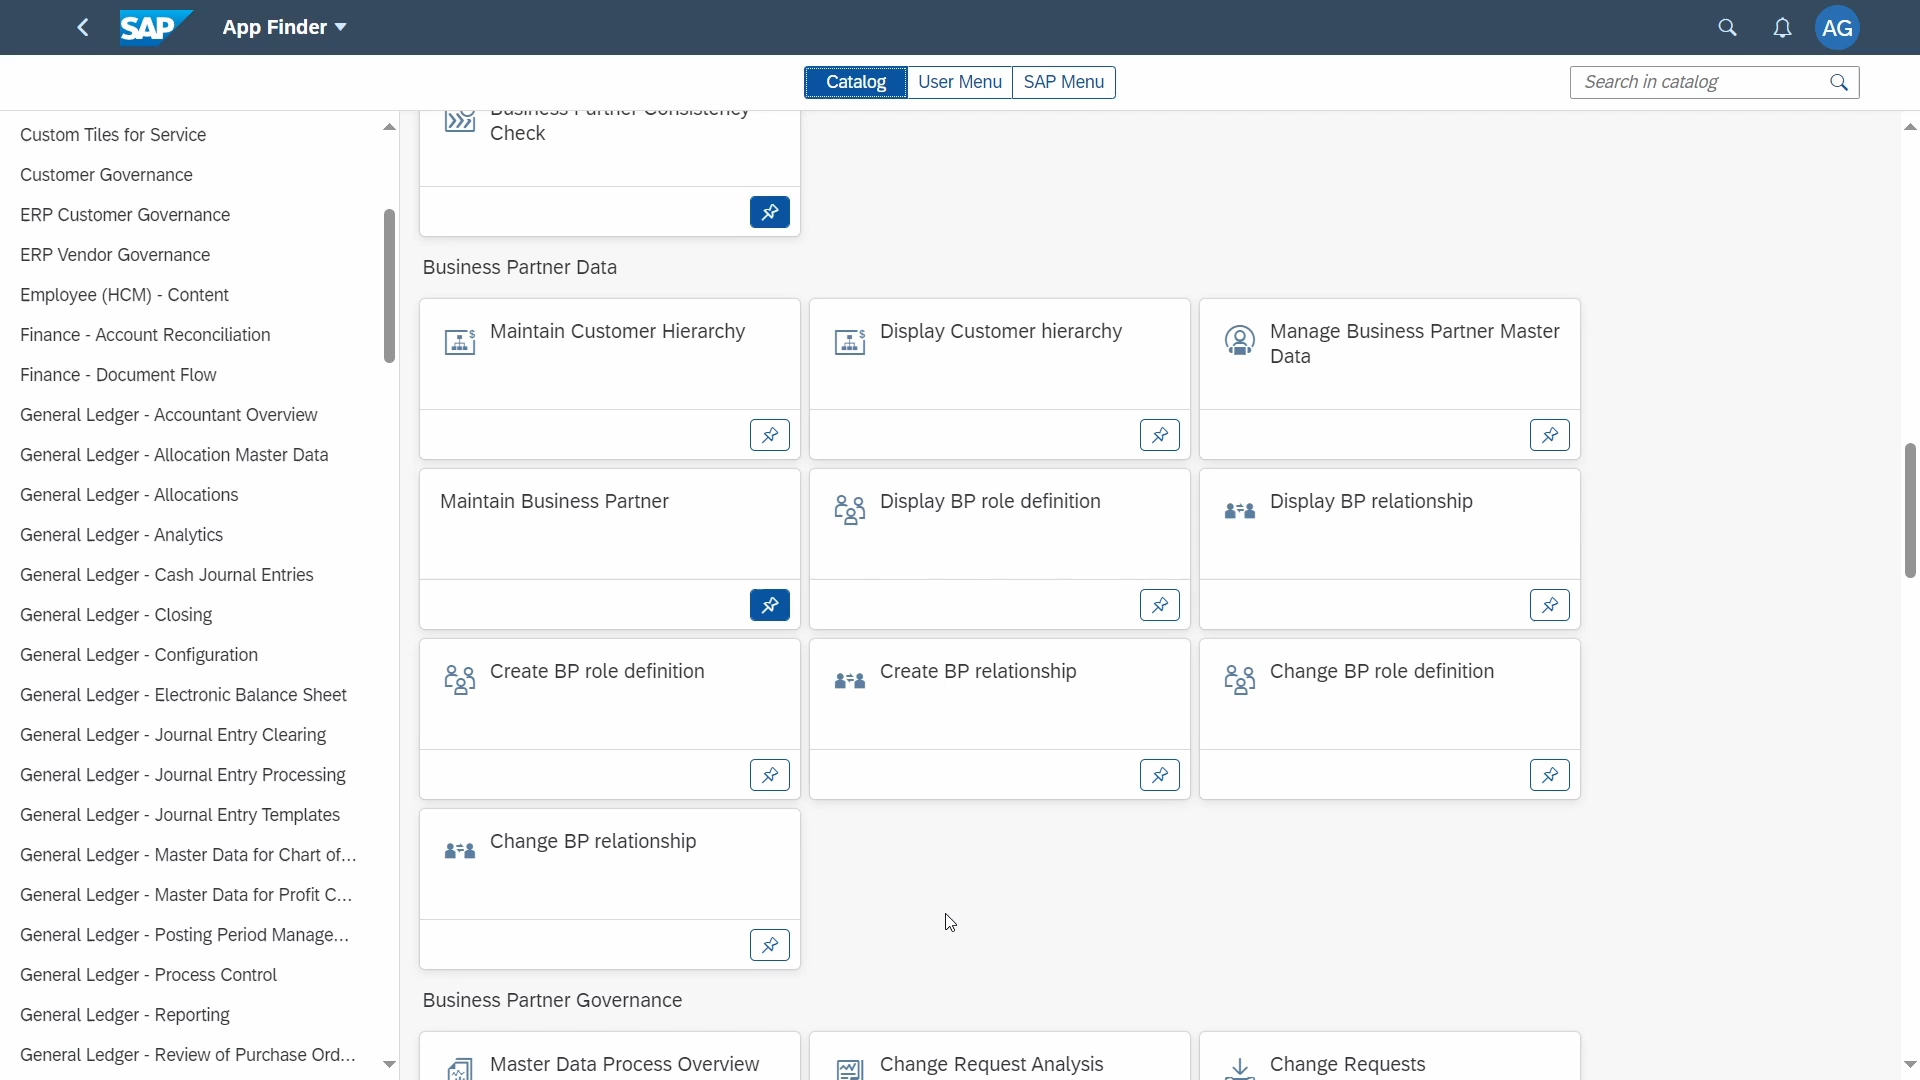 SAP
App Finder
AG
Catalog
User Menu
SAP Menu
Search in catalog
Custom Tiles for Service
Customer Governance
ERP Customer Governance
ERP Vendor Governance
Employee (HCM) - Content
Finance - Account Reconciliation
Finance - Document Flow
General Ledger - Accountant Overview
General Ledger - Allocation Master Data
General Ledger - Allocations
General Ledger - Analytics
General Ledger - Cash Journal Entries
General Ledger - Closing
General Ledger - Configuration
General Ledger - Electronic Balance Sheet
General Ledger - Journal Entry Clearing
General Ledger - Journal Entry Processing
General Ledger - Journal Entry Templates
General Ledger - Master Data for Chart of...
General Ledger - Master Data for Profit C...
General Ledger - Posting Period Manage...
General Ledger - Process Control
General Ledger - Reporting
General Ledger - Review of Purchase Ord...
Business Partner Consistency
Check
Business Partner Data
Maintain Customer Hierarchy
Display Customer hierarchy
Manage Business Partner Master
Data
Maintain Business Partner
Display BP role definition
Display BP relationship
Create BP role definition
Create BP relationship
Change BP role definition
Change BP relationship
Business Partner Governance
Master Data Process Overview
Change Request Analysis
Change Requests